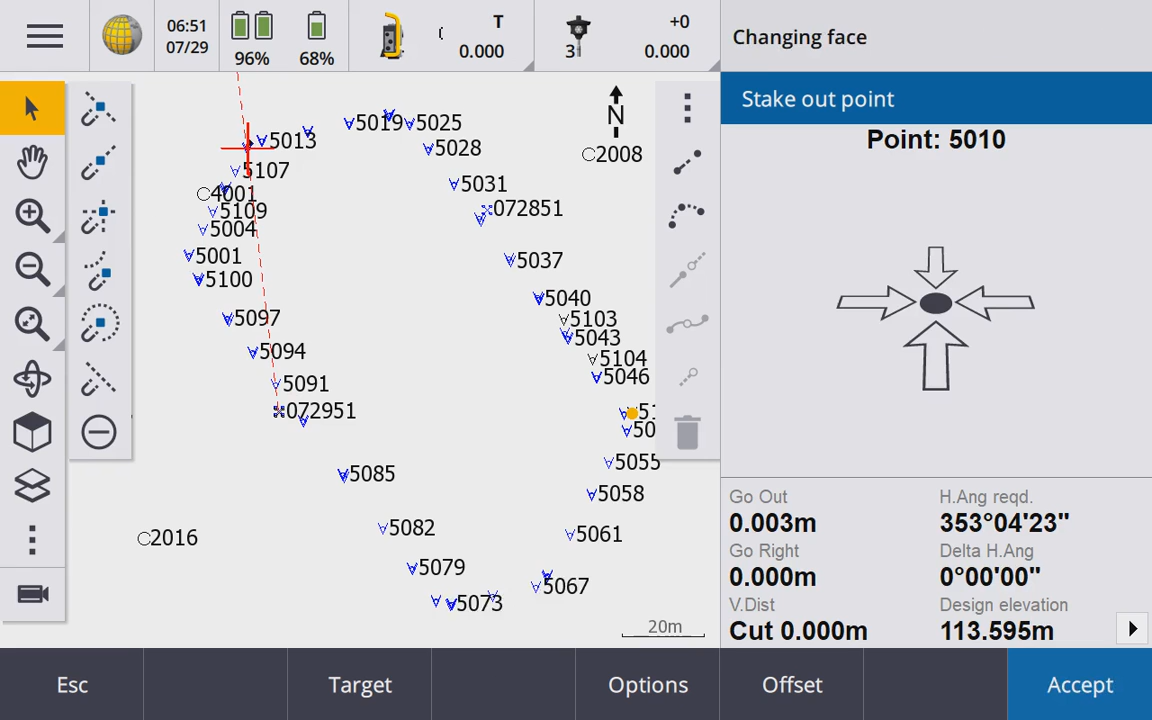 06:51
07/29
96%
68%
T
0.000
+0
0.000
3
Changing face
Stake out point
Point: 5010
N
5019
5025
5013
5028
2008
5107
5031
4001
5109
072851
5004
5001
5037
5100
5040
5097
5103
5043
5094
5104
5046
5091
072951
5085
5055
5058
5082
5061
2016
5079
5067
5073
20m
Go Out
H.Ang reqd.
0.003m
353°04'23"
Go Right
Delta H.Ang
0.000m
0°00'00"
V.Dist
Design elevation
Cut 0.000m
113.595m
Esc
Target
Options
Offset
Accept